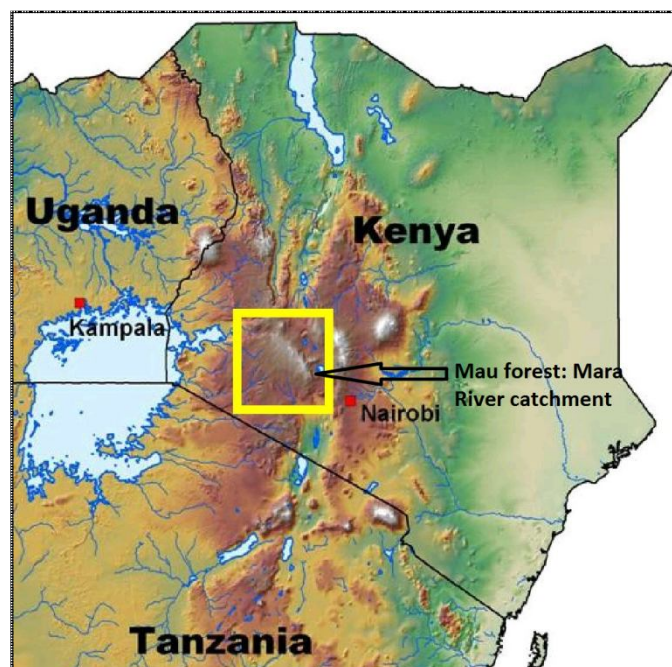 Uganda
Kenya
Kampala
Mau forest: Mara
River catchment
Nairobi
Tanzania